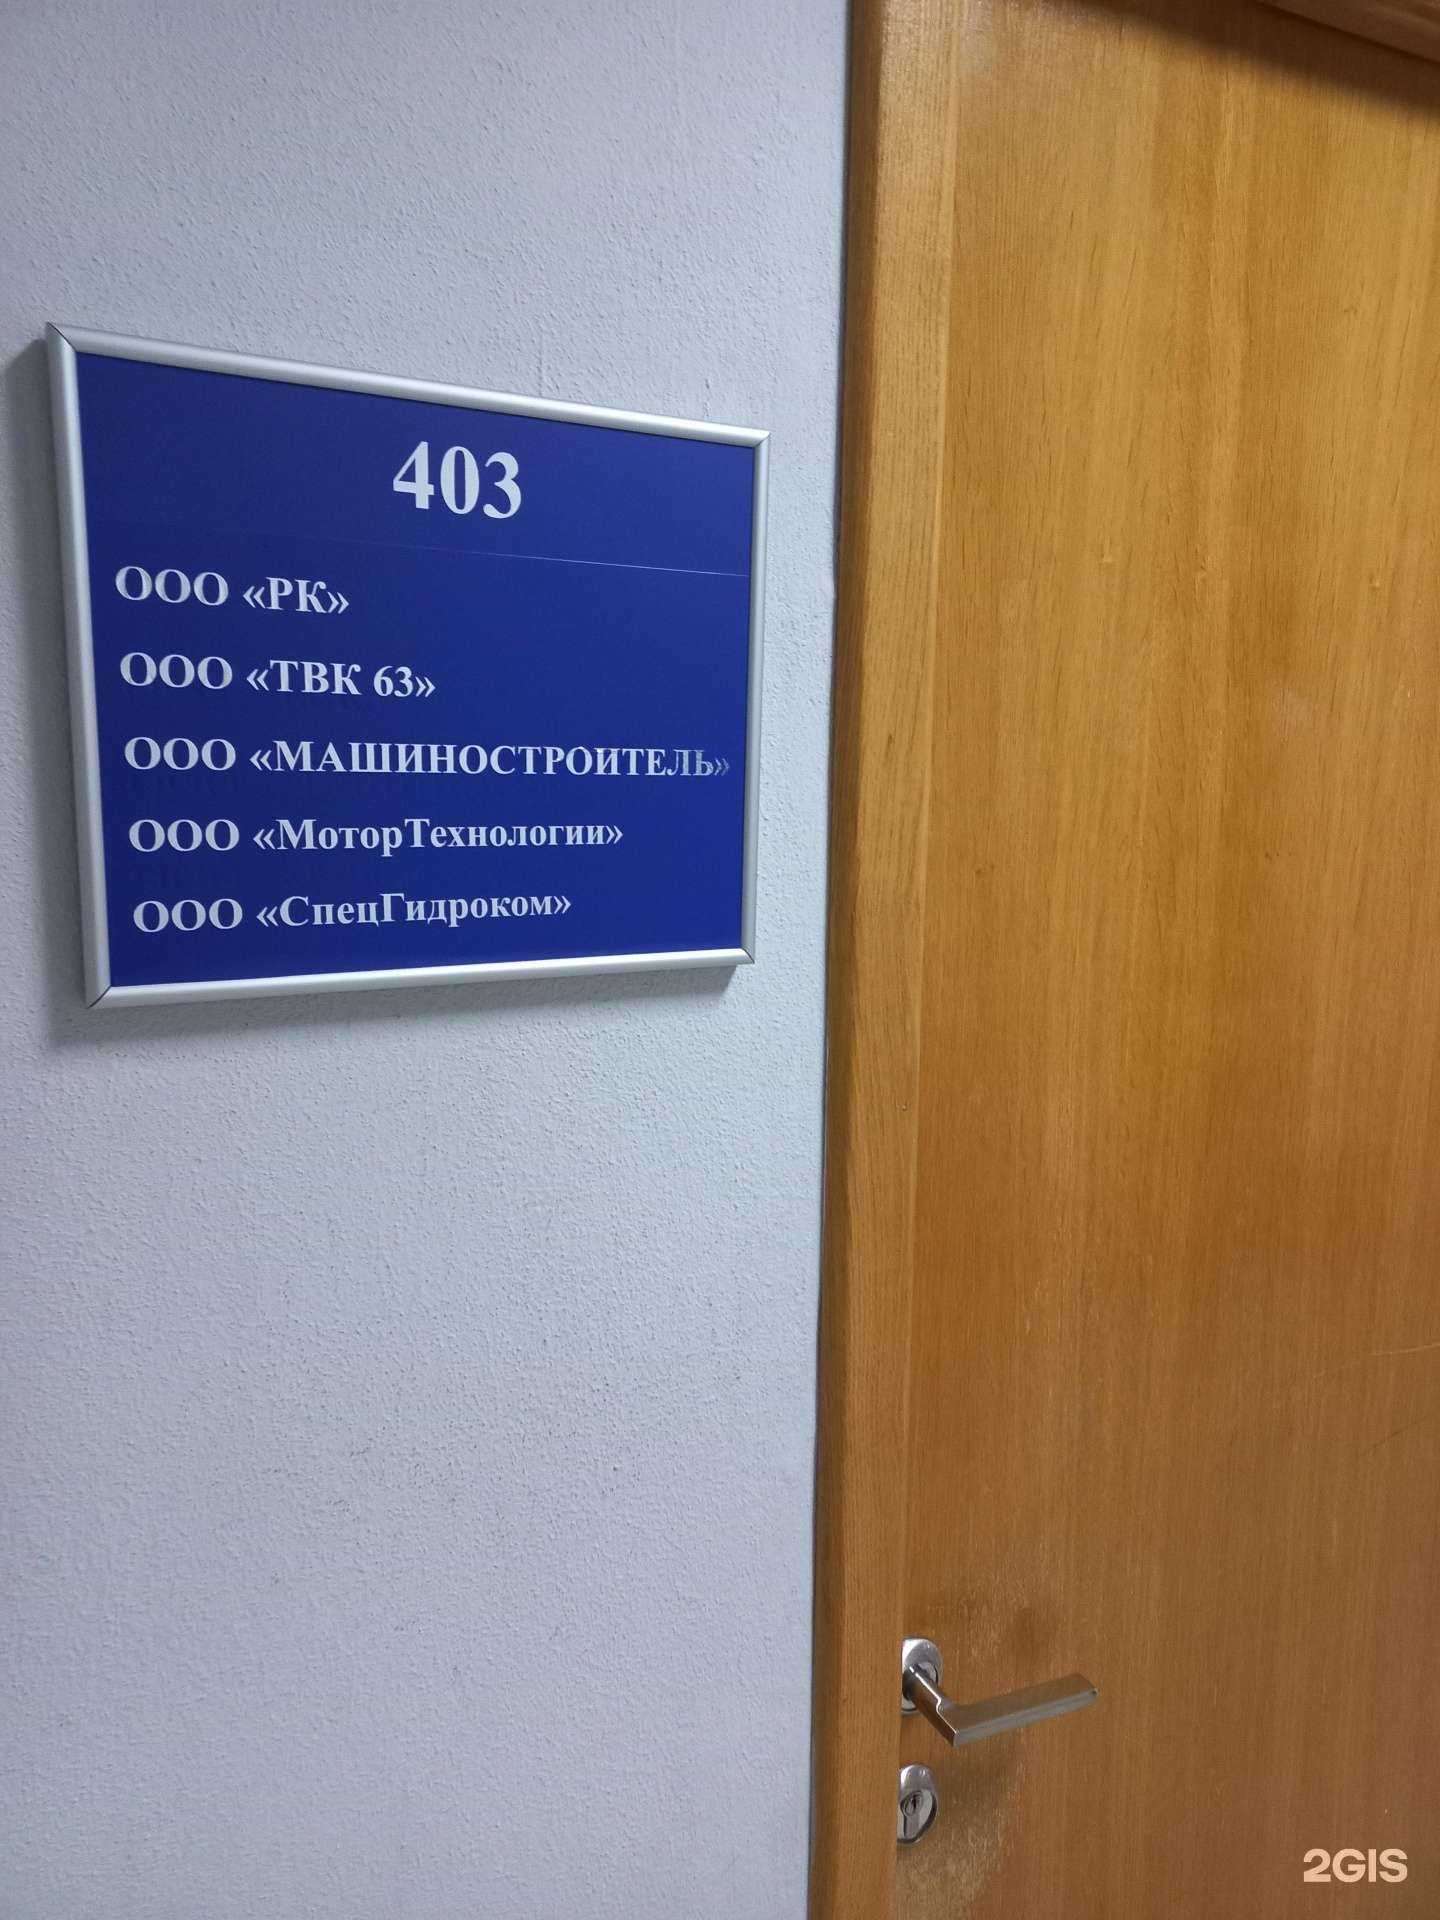 403
ООО «РК»
ООО «ТВК 63»
ООО «МАШИНОСТРОИТЕЛЬ»
ООО «МоторТехнологии»
ООО «СпецГидроком»
2GIS